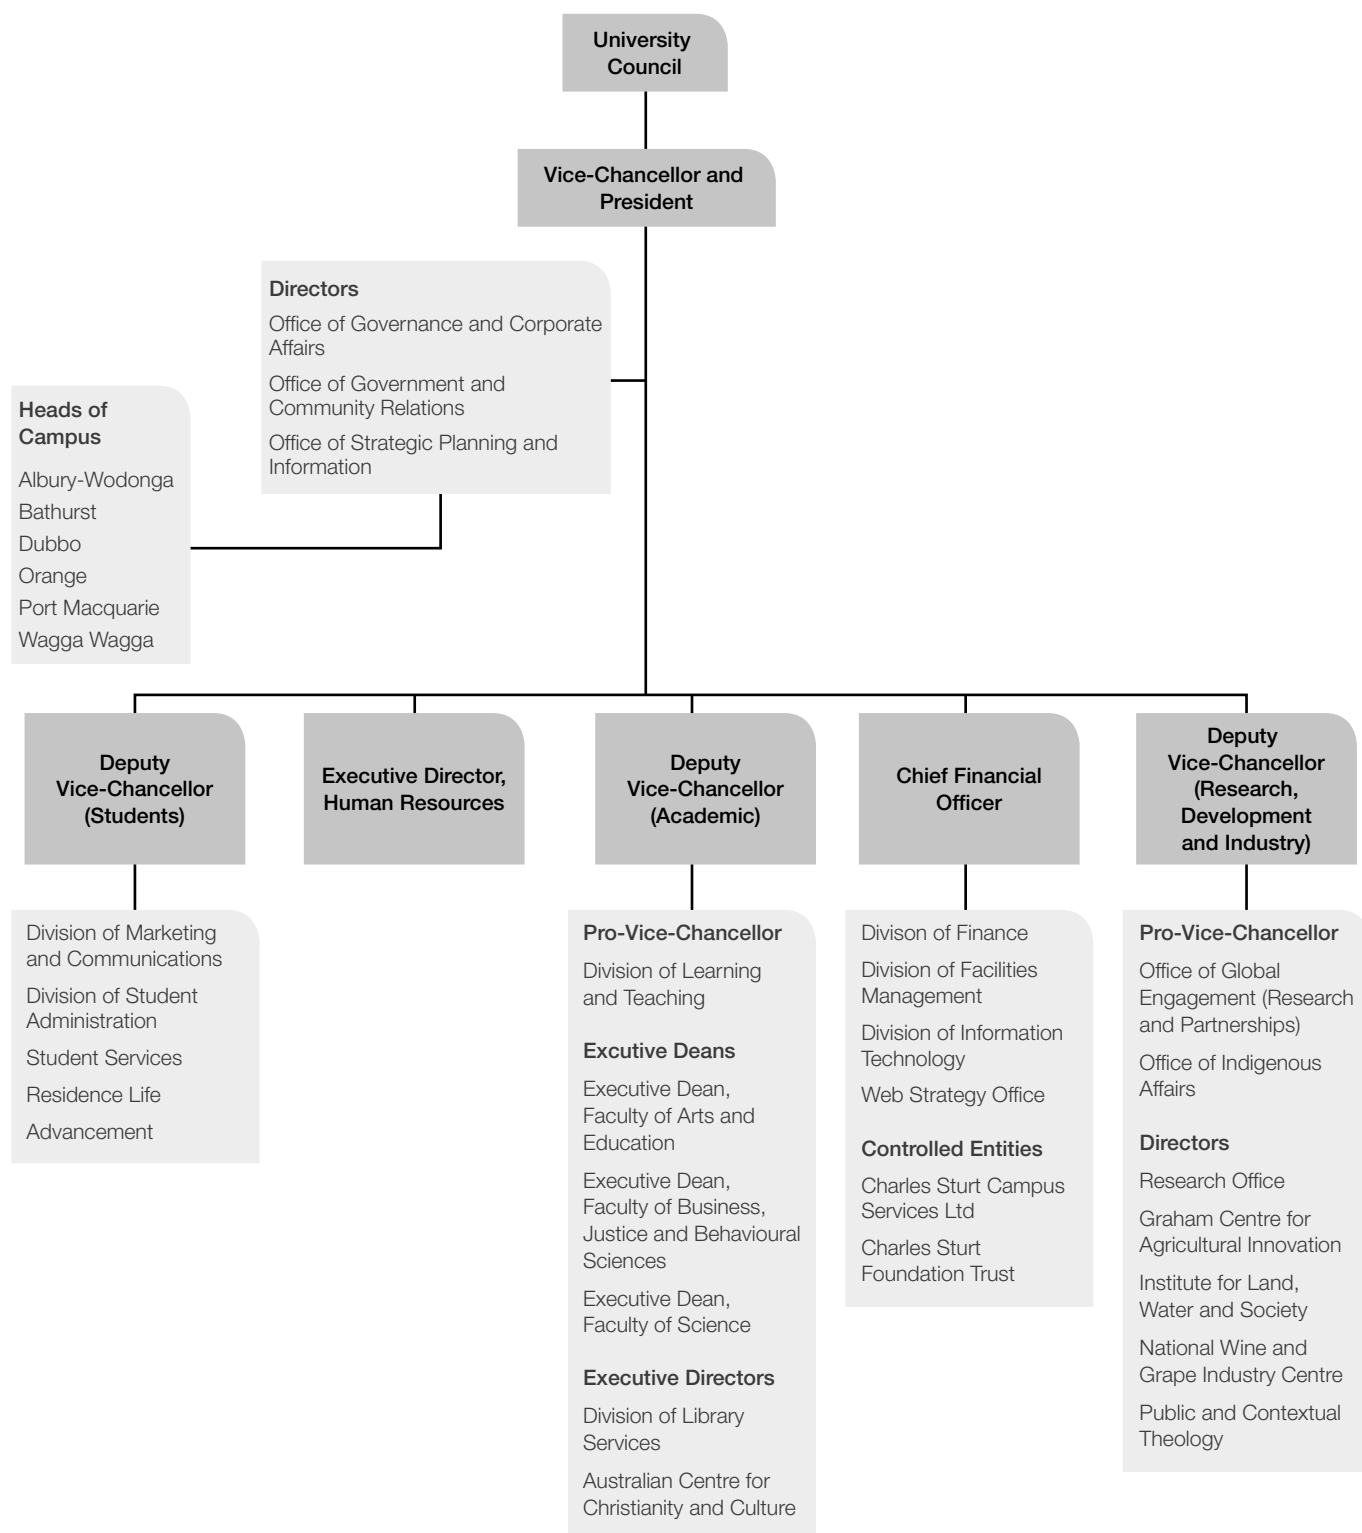 University
Council
Vice-Chancellor and
President
Directors
Office of Governance and Corporate
Affairs
Office of Government and
Community Relations
Office of Strategic Planning and
Information
Heads of
Campus
Albury-Wodonga
Bathurst
Dubbo
Orange
Port Macquarie
Wagga Wagga
Deputy
Vice-Chancellor
(Students)
Executive Director,
Human Resources
Deputy
Vice-Chancellor
(Academic)
Chief Financial
Officer
Deputy
Vice-Chancellor
(Research,
Development
and Industry)
Division of Marketing
and Communications
Division of Student
Administration
Student Services
Residence Life
Advancement
Pro-Vice-Chancellor
Division of Learning
and Teaching
Excutive Deans
Executive Dean,
Faculty of Arts and
Education
Executive Dean,
Faculty of Business,
Justice and Behavioural
Sciences
Executive Dean,
Faculty of Science
Executive Directors
Division of Library
Services
Australian Centre for
Christianity and Culture
Divison of Finance
Division of Facilities
Management
Division of Information
Technology
Web Strategy Office
Controlled Entities
Charles Sturt Campus
Services Ltd
Charles Sturt
Foundation Trust
Pro-Vice-Chancellor
Office of Global
Engagement (Research
and Partnerships)
Office of Indigenous
Affairs
Directors
Research Office
Graham Centre for
Agricultural Innovation
Institute for Land,
Water and Society
National Wine and
Grape Industry Centre
Public and Contextual
Theology